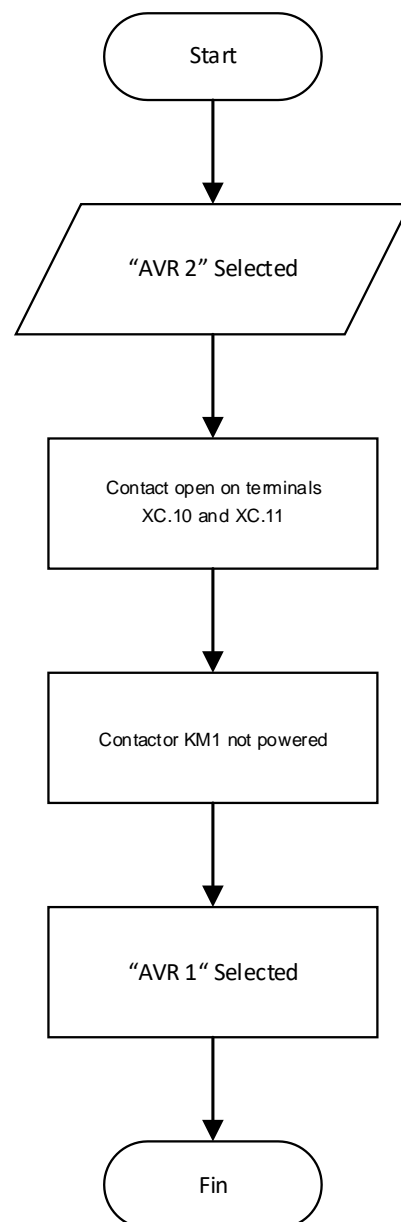 Start
“AVR 2” Selected
Contact open on terminals
XC.10 and XC.11
Contactor KM1 not powered
“AVR 1“ Selected
Fin